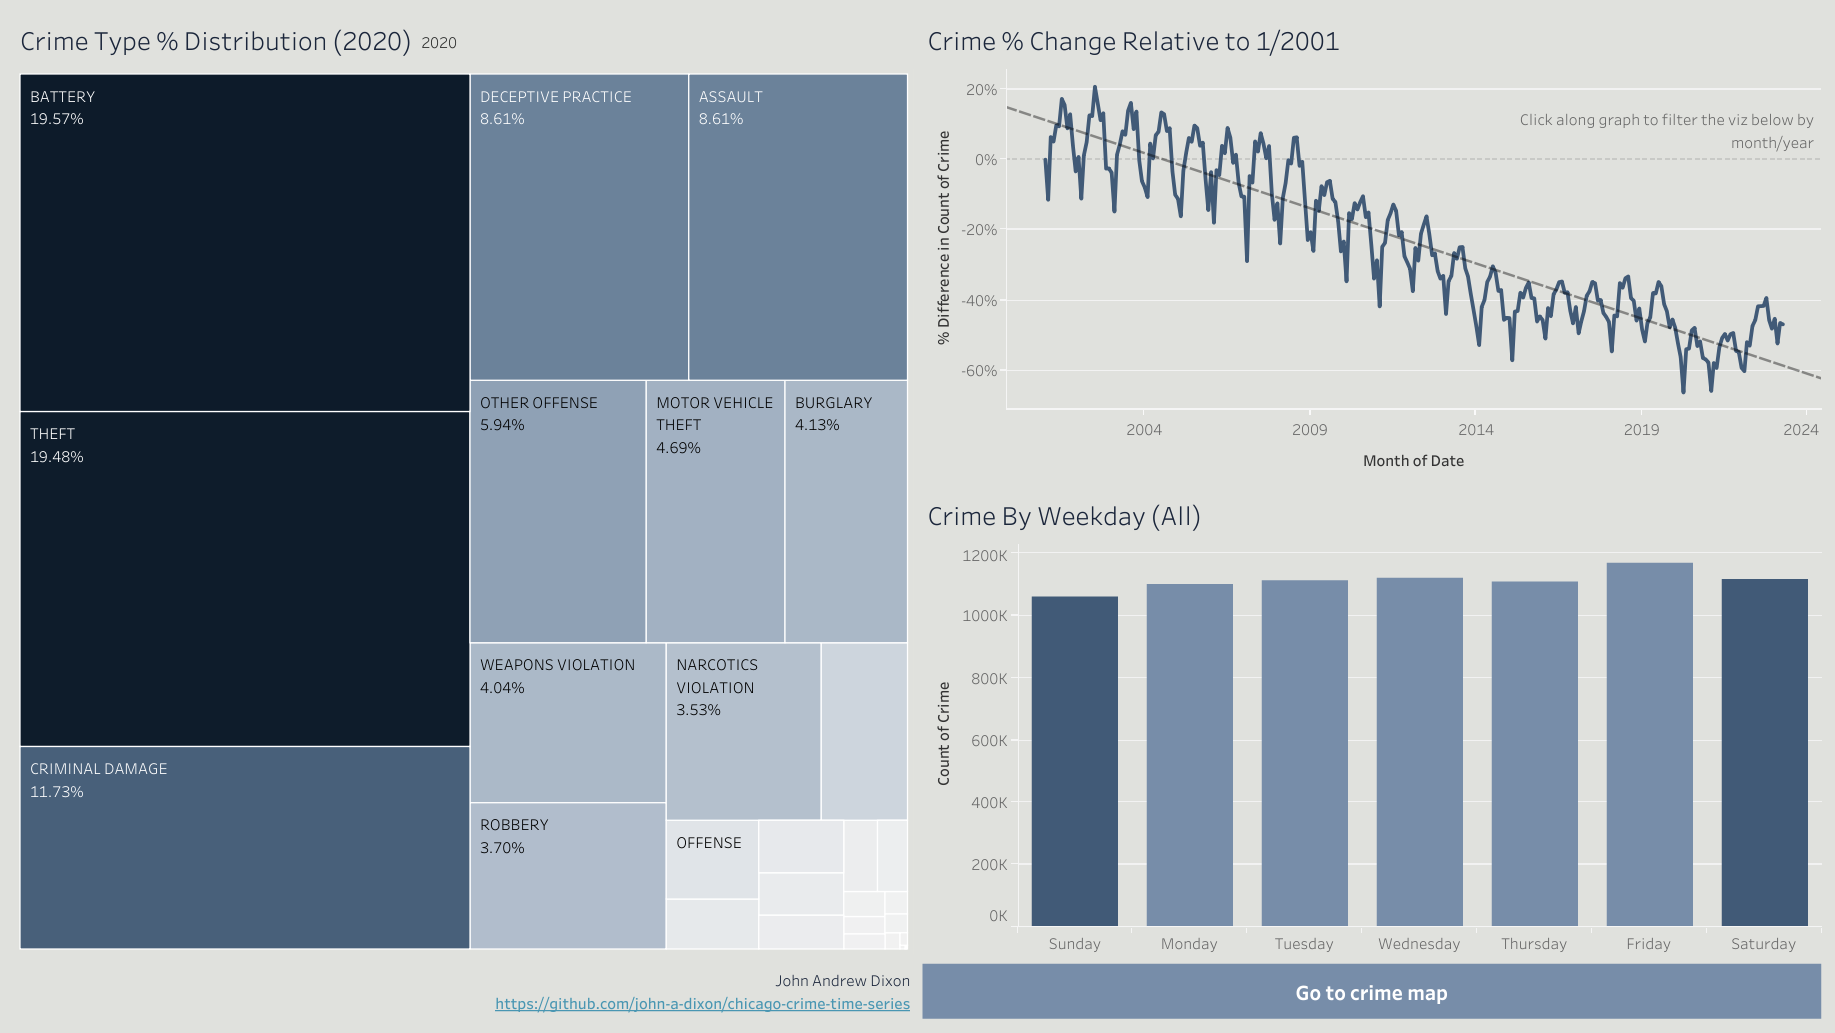 Crime Type % Distribution (2020) 2020
BATTERY
19.57%
THEFT
19.48%
CRIMINAL DAMAGE
11.73%
DECEPTIVE PRACTICE
8.61%
ASSAULT
8.61%
OTHER OFFENSE
5.94%
MOTOR VEHICLE
THEFT
4.69%
BURGLARY
4.13%
WEAPONS VIOLATION
4.04%
NARCOTICS
VIOLATION
3.53%
ROBBERY
3.70%
OFFENSE
John Andrew Dixon
https://github.com/john-a-dixon/chicago-crime-time-series
Crime % Change Relative to 1/2001
% Difference in Count of Crime
20%
0%
-20%
-40%
-60%
Click along graph to filter the viz below by
month/year
2004 2009 2014 2019 2024
Month of Date
Crime By Weekday (All)
Count of Crime
1200K
1000K
800K
600K
400K
200K
0K
Sunday Monday Tuesday Wednesday Thursday Friday Saturday
Go to crime map